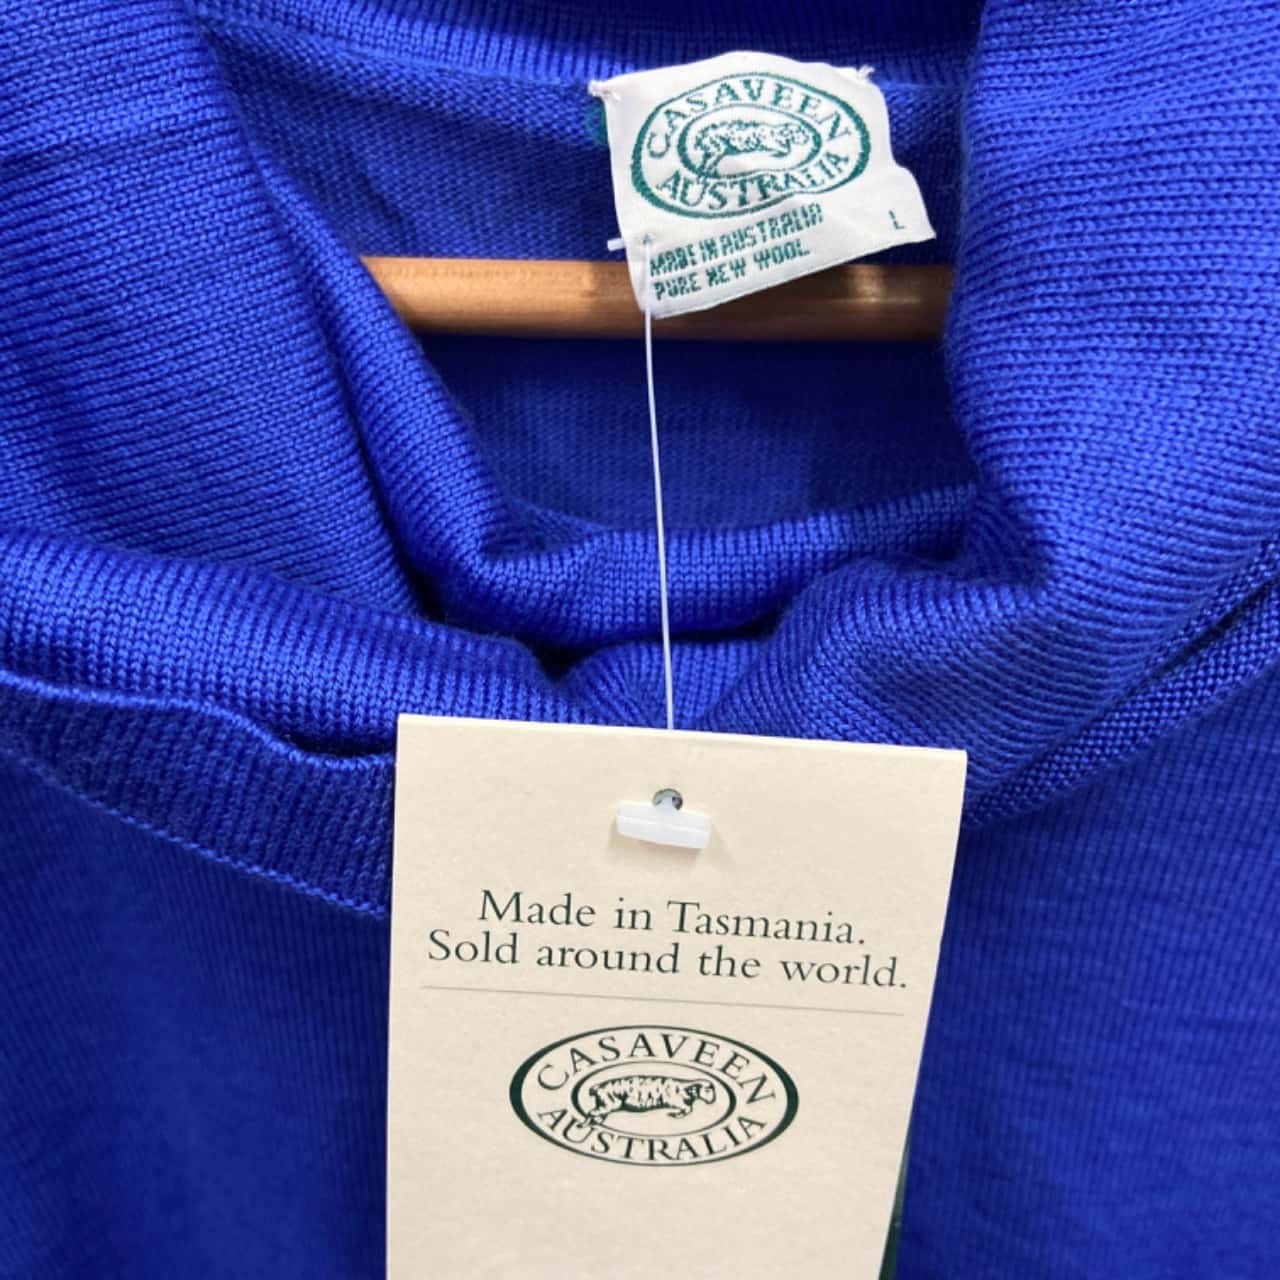 CASAVEEN
AUSTRALIA
MADE IN AUSTRALIA L
PURE NEW WOOL
Made in Tasmania.
Sold around the world.
CASAVEEN
AUSTRALIA